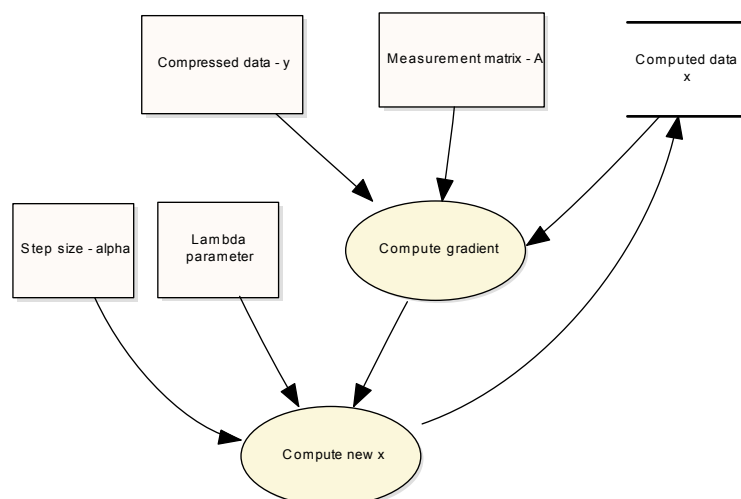 Compressed data - y
Measurement matrix - A
Computed data
x
Compute gradient
Step size - alpha
Lambda
parameter
Compute new x